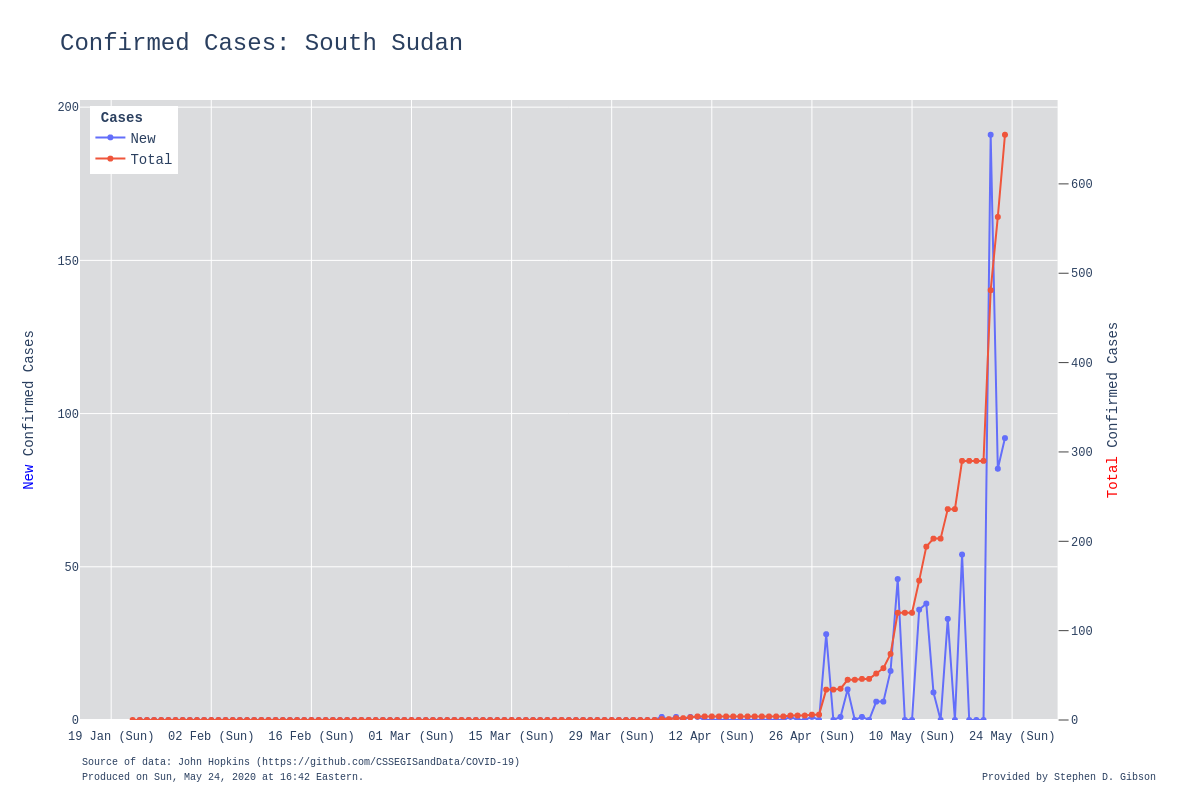 Confirmed Cases: South Sudan
Cases
New
Total
200
150
100
50
0
600
500
400
300
200
100
0
New Confirmed Cases
Total Confirmed Cases
19 Jan (Sun) 02 Feb (Sun) 16 Feb (Sun) 01 Mar (Sun) 15 Mar (Sun) 29 Mar (Sun) 12 Apr (Sun) 26 Apr (Sun) 10 May (Sun) 24 May (Sun)
Source of data: John Hopkins (https://github.com/CSSEGISandData/COVID-19)
Produced on Sun, May 24, 2020 at 16:42 Eastern.
Provided by Stephen D. Gibson